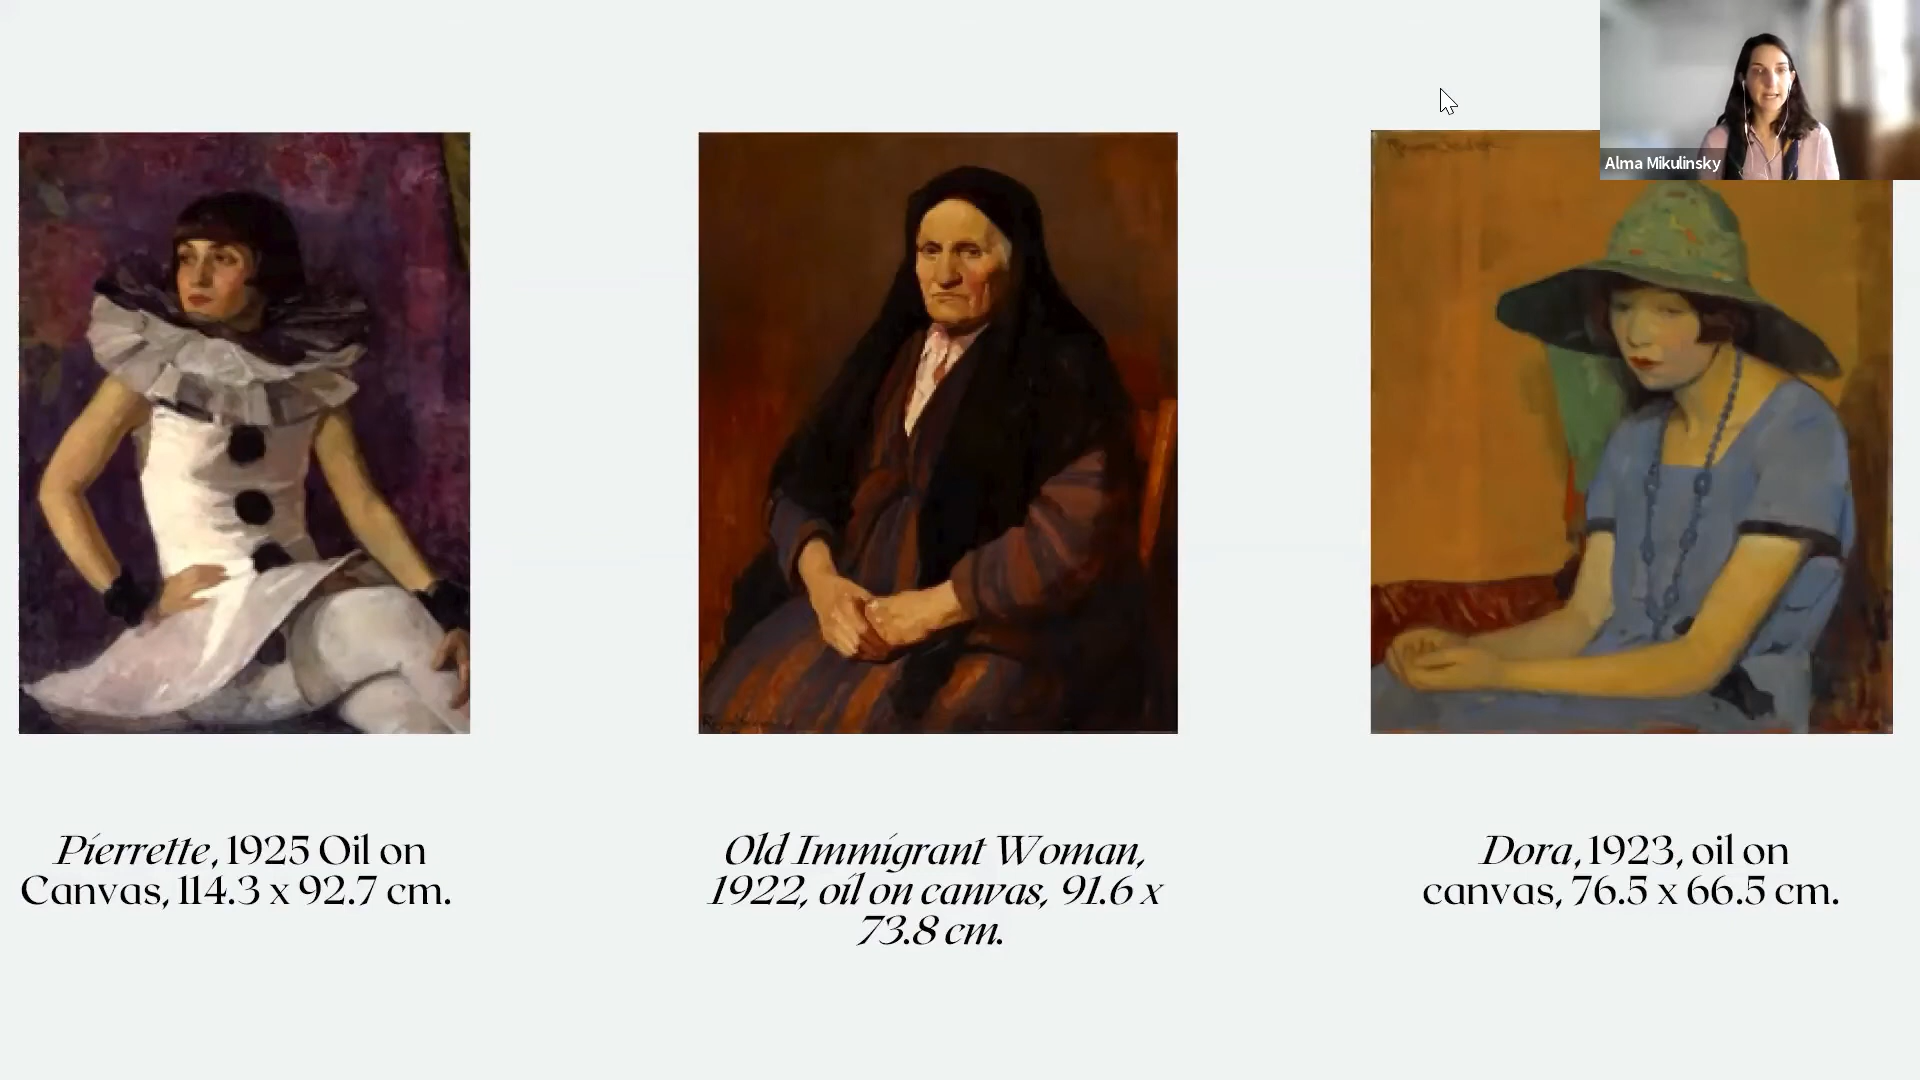 Alma Mikulinsky
Pierrette, 1925 Oil on
Canvas, 114.3 x 92.7 cm.
Old Immigrant Woman,
1922, oil on canvas, 91.6 x
73.8 cm.
Dora, 1923, oil on
canvas, 76.5 x 66.5 cm.